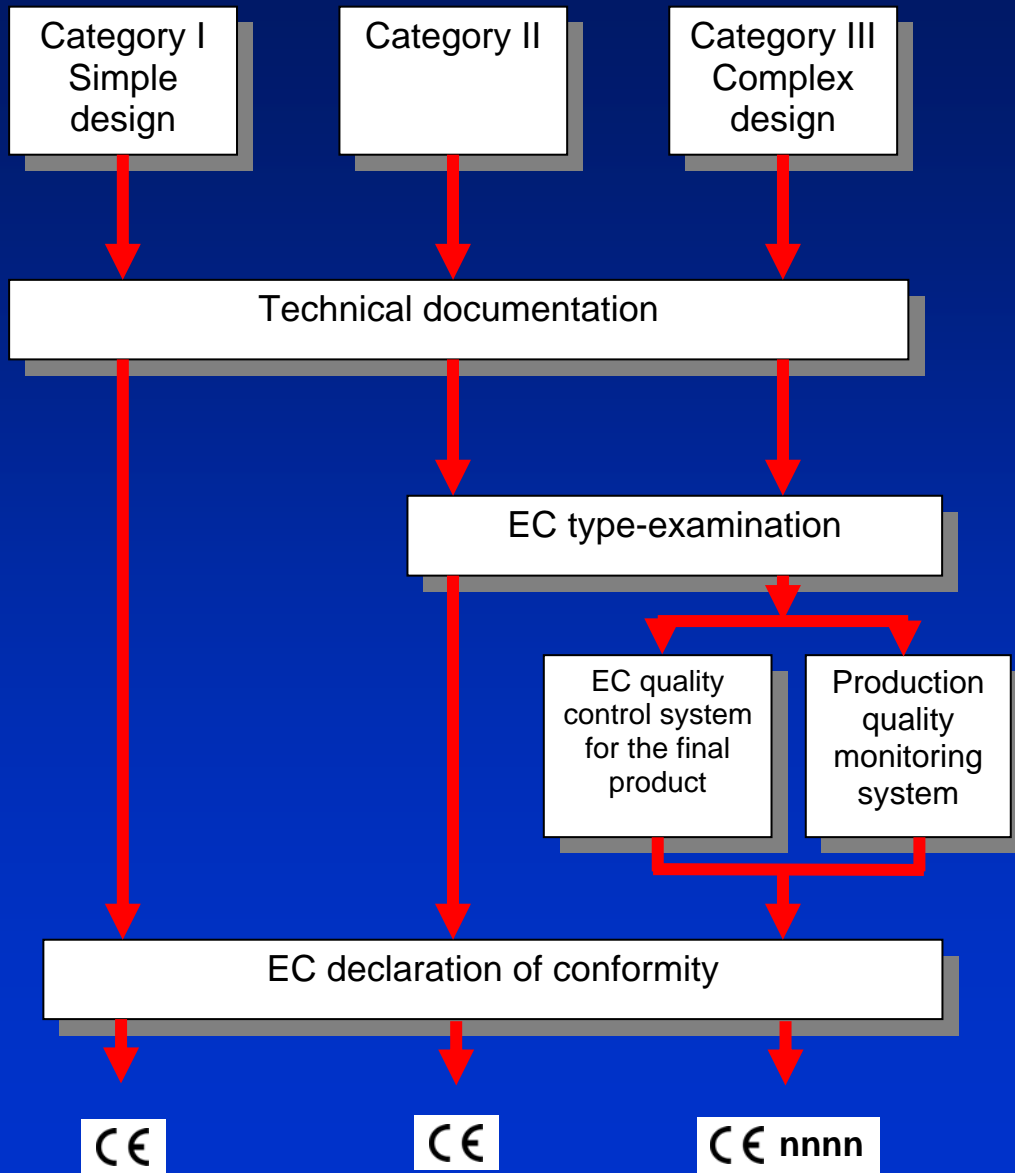 Category I
Simple
design
Category II
Category III
Complex
design
Technical documentation
EC type-examination
EC quality
control system
for the final
product
Production
quality
monitoring
system
EC declaration of conformity
CE
CE
CE nnnn